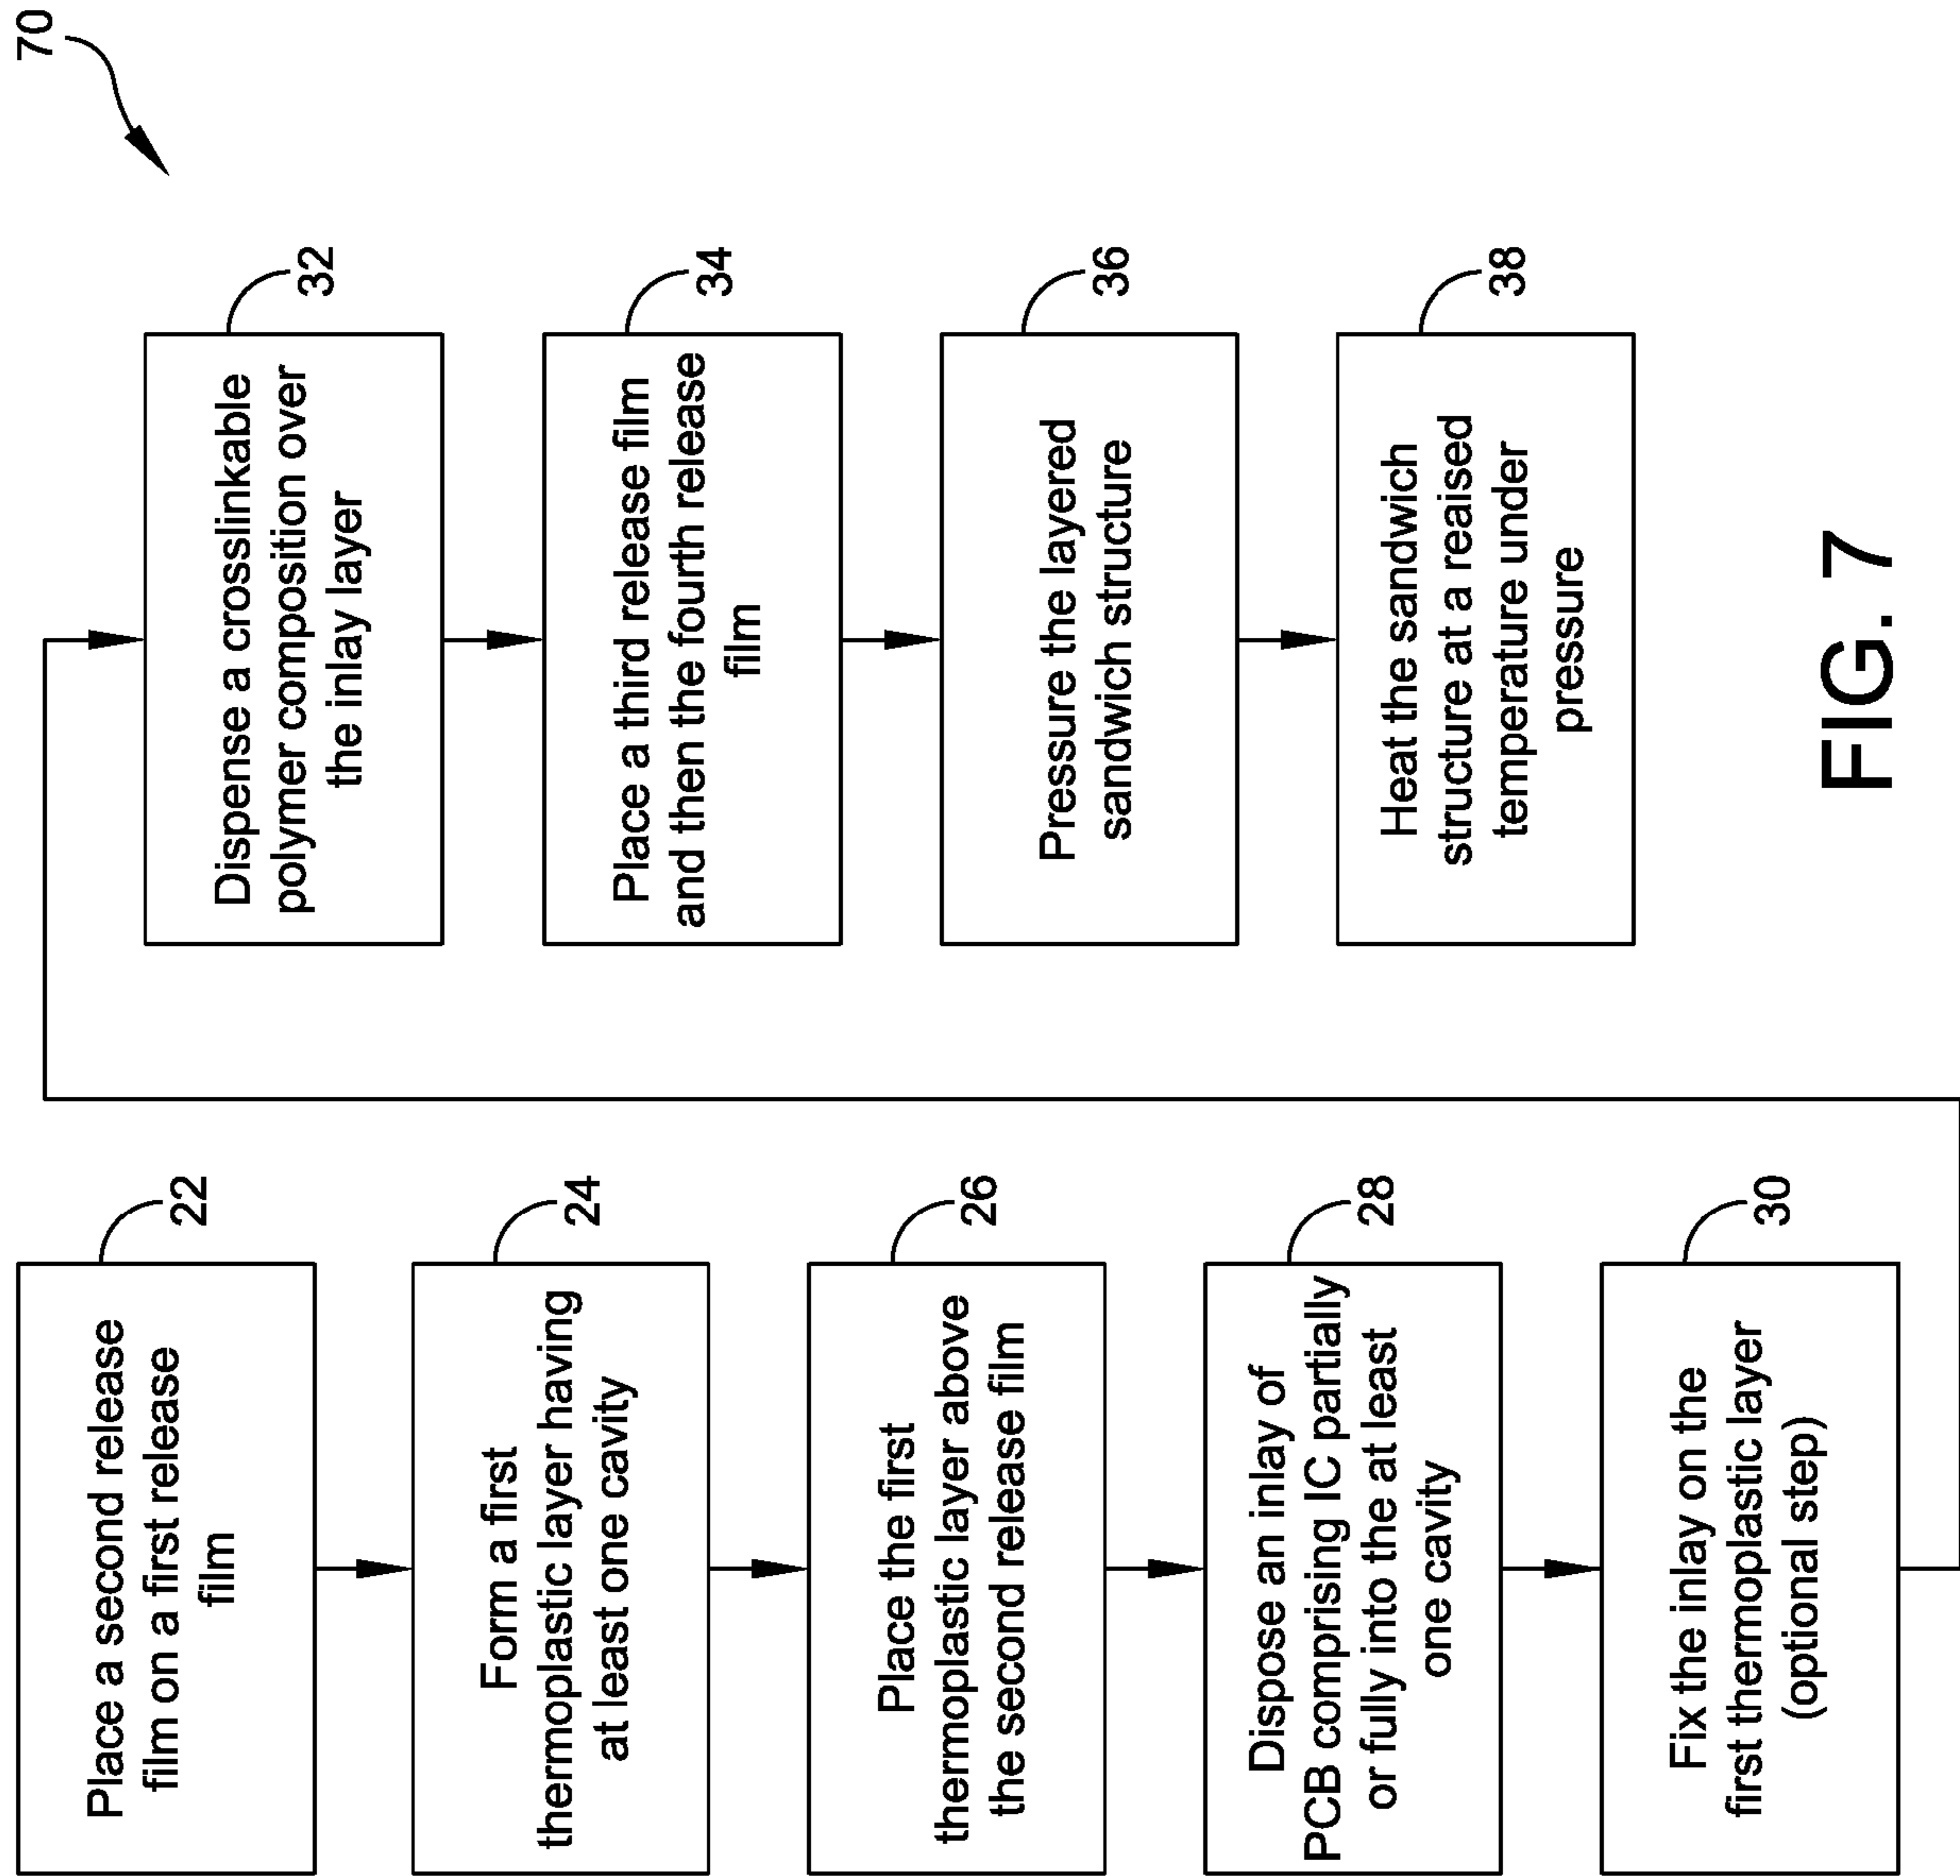 70
Place a second release
film on a first release
film
22
Form a first
thermoplastic layer having
at least one cavity
24
Place the first
thermoplastic layer above
the second release film
26
Dispose an inlay of
PCB comprising IC partially
or fully into the at least
one cavity
28
Fix the inlay on the
first thermoplastic layer
(optional step)
30
Dispense a crosslinkable
polymer composition over
the inlay layer
32
Place a third release film
and then the fourth release
film
34
Pressure the layered
sandwich structure
36
Heat the sandwich
structure at a reaised
temperature under
pressure
38
FIG. 7